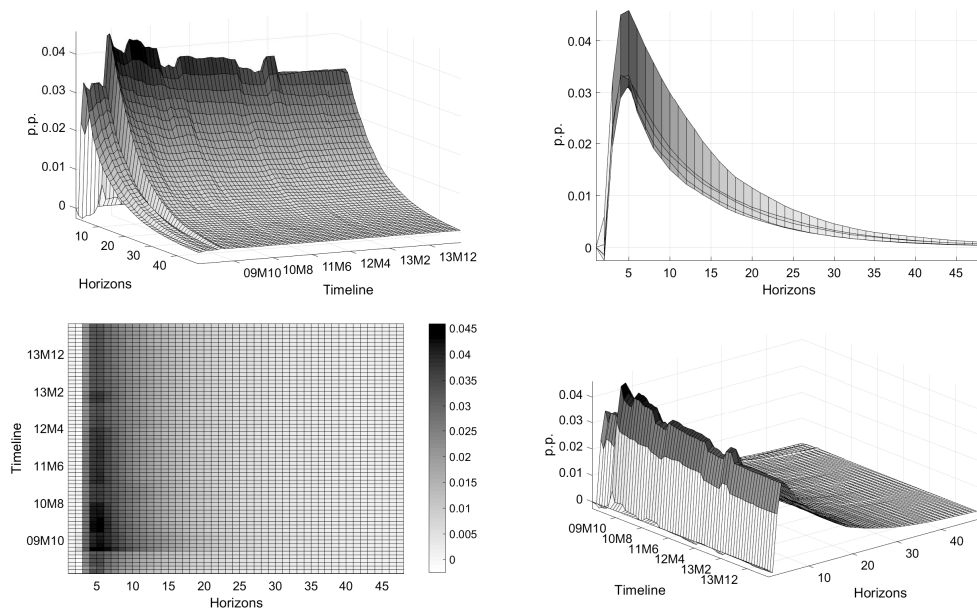 0.04
0.03
0.02
0.01
0
p.p.
10
20
30
40
Horizons
09M10 10M8 11M6 12M4 13M2 13M12
Timeline
0.04
0.03
0.02
0.01
0
p.p.
5 10 15 20 25 30 35 40 45
Horizons
13M12
13M2
12M4
11M6
10M8
09M10
Timeline
5 10 15 20 25 30 35 40 45
Horizons
0.045
0.04
0.035
0.03
0.025
0.02
0.015
0.01
0.005
0
0.04
0.03
0.02
0.01
0
p.p.
09M10
10M8
11M6
12M4
13M2
13M12
Timeline
10
20
30
40
Horizons